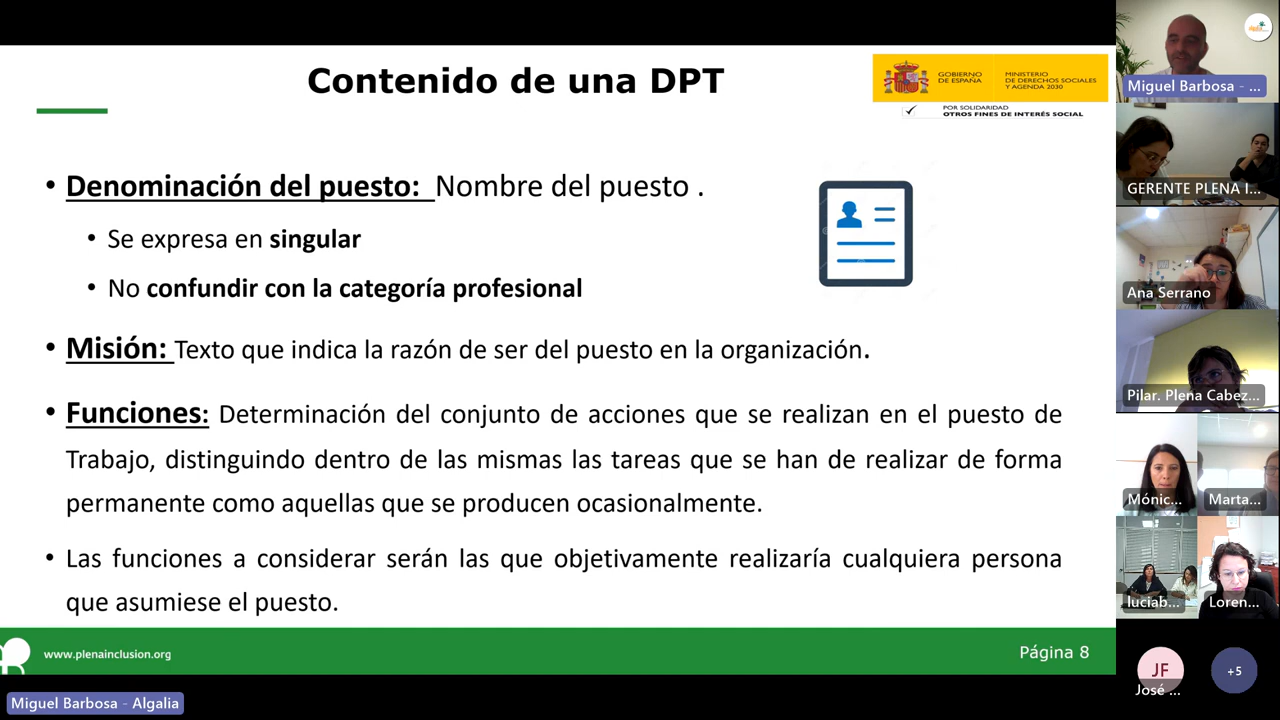 Contenido de una DPT
GOBIERNO
DE ESPAÑA
MINISTERIO
DE DERECHOS SOCIALES
Y AGENDA 2030
POR SOLIDARIDAD
OTROS FINES DE INTERÉS SOCIAL
• Denominación del puesto: Nombre del puesto .
• Se expresa en singular
• No confundir con la categoría profesional
• Misión: Texto que indica la razón de ser del puesto en la organización.
• Funciones: Determinación del conjunto de acciones que se realizan en el puesto de
Trabajo, distinguindo dentro de las mismas las tareas que se han de realizar de forma
permanente como aquellas que se producen ocasionalmente.
• Las funciones a considerar serán las que objetivamente realizaría cualquiera persona
que asumiese el puesto.
www.plenainclusion.org
Página 8
Miguel Barbosa - Algalia
Miguel Barbosa - ...
GERENTE PLENA I...
Ana Serrano
Pilar. Plena Cabez...
Mónic...
Marta...
luciab...
Loren...
JF
José ...
+5